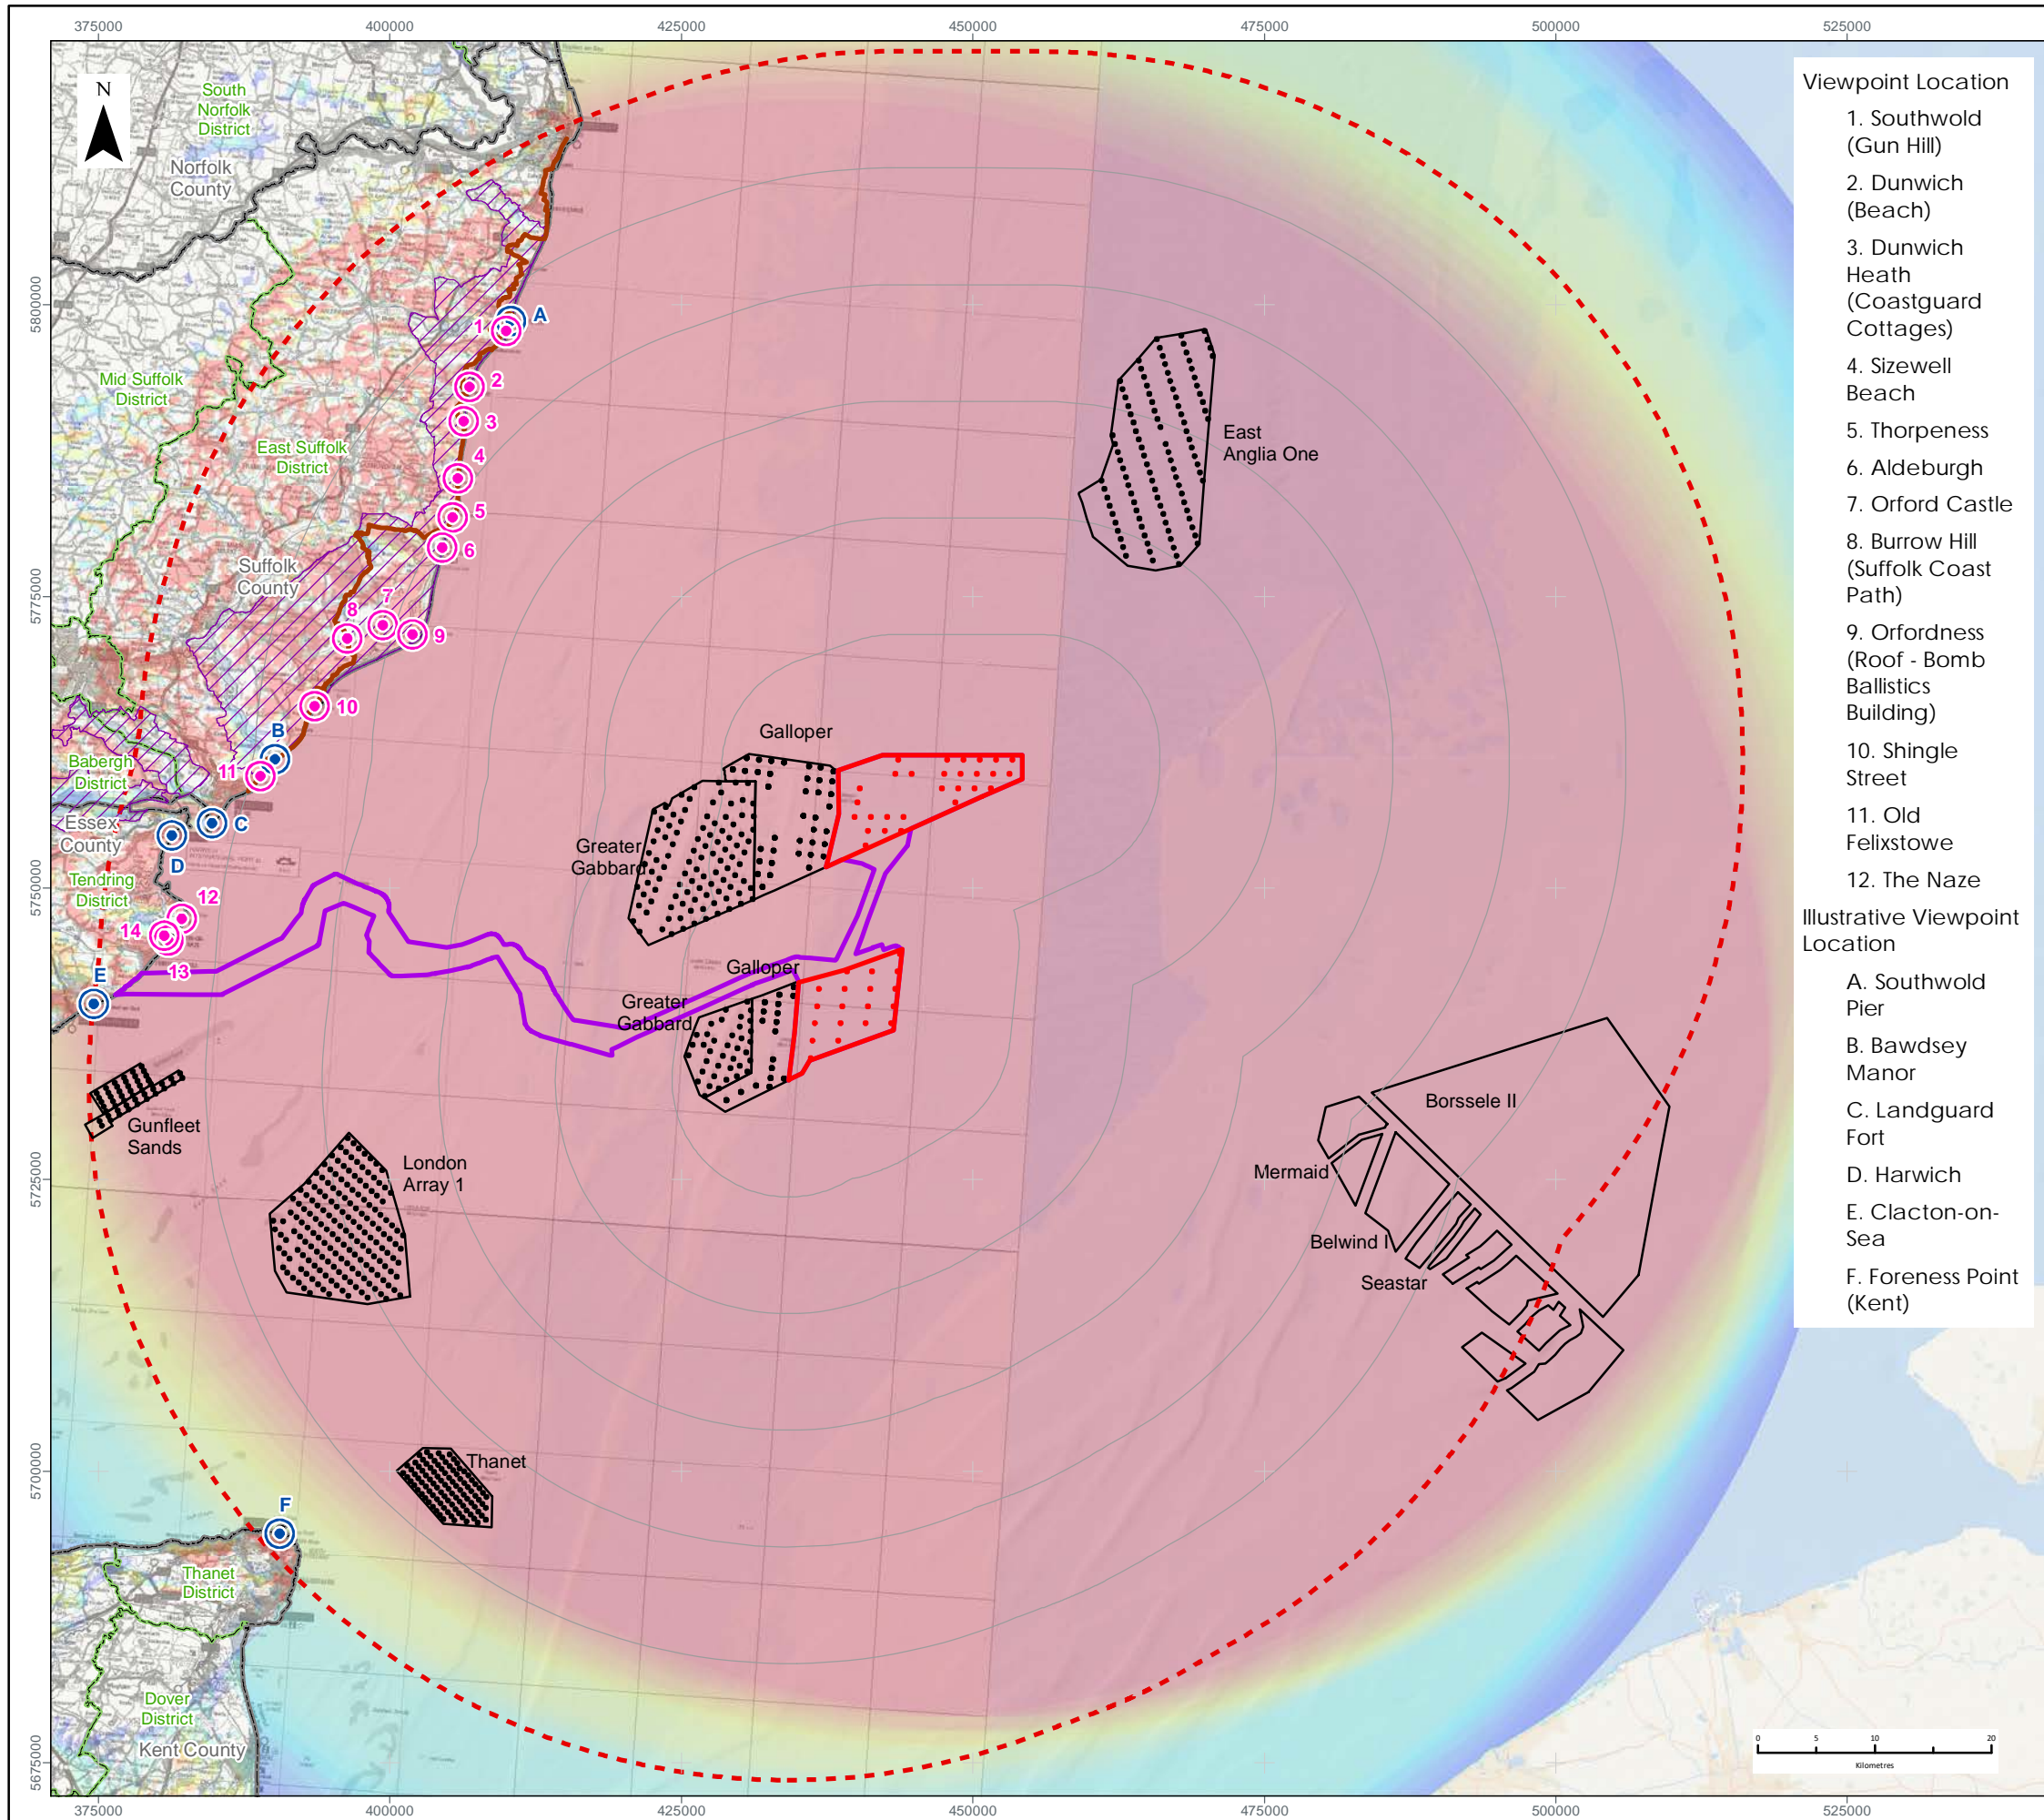 375000
400000
425000
450000
475000
500000
525000
5800000
5775000
5750000
5725000
5700000
5675000
N
South
Norfolk
District
Norfolk
County
Mid Suffolk
District
East Suffolk
District
Suffolk
County
Babergh
District
Essex
County
Tendring
District
Thanet
District
Dover
District
Kent County
1
A
2
3
4
5
6
7
8
9
10
B
11
C
D
12
14
13
E
F
East
Anglia One
Galloper
Greater
Gabbard
Galloper
Greater
Gabbard
Gunfleet
Sands
London
Array 1
Thanet
Borssele II
Mermaid
Belwind I
Seastar
Viewpoint Location
1. Southwold
(Gun Hill)
2. Dunwich
(Beach)
3. Dunwich
Heath
(Coastguard
Cottages)
4. Sizewell
Beach
5. Thorpeness
6. Aldeburgh
7. Orford Castle
8. Burrow Hill
(Suffolk Coast
Path)
9. Orfordness
(Roof - Bomb
Ballistics
Building)
10. Shingle
Street
11. Old
Felixstowe
12. The Naze
Illustrative Viewpoint
Location
A. Southwold
Pier
B. Bawdsey
Manor
C. Landguard
Fort
D. Harwich
E. Clacton-on-
Sea
F. Foreness Point
(Kent)
0 5 10 20
Kilometres
375000
400000
425000
450000
475000
500000
525000